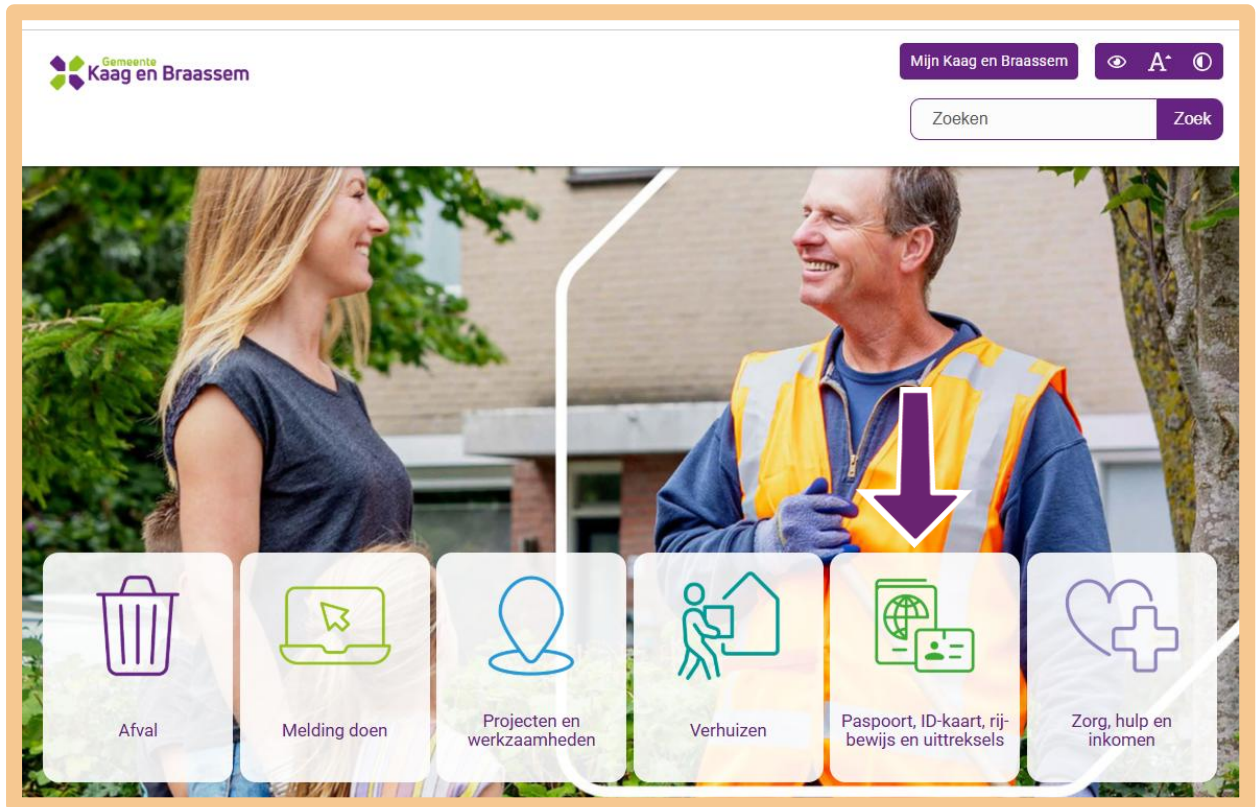 Gemeente
Kaag en Braassem
Mijn Kaag en Braassem
A
Zoeken
Zoek
Afval
Melding doen
Projecten en
werkzaamheden
Verhuizen
Paspoort, ID-kaart, rij-
bewijs en uittreksels
Zorg, hulp en
inkomen